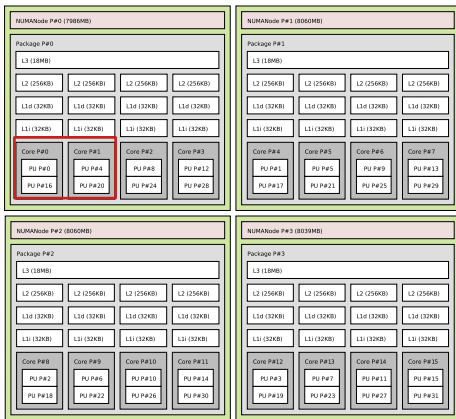 NUMANode P#0 (7986MB)
Package P#0
L3 (18MB)
L2 (256KB) L2 (256KB) L2 (256KB) L2 (256KB)
L1d (32KB) L1d (32KB) L1d (32KB) L1d (32KB)
L1i (32KB) L1i (32KB) L1i (32KB) L1i (32KB)
Core P#0 Core P#1 Core P#2 Core P#3
PU P#0 PU P#4 PU P#8 PU P#12
PU P#16 PU P#20 PU P#24 PU P#28
NUMANode P#1 (8060MB)
Package P#1
L3 (18MB)
L2 (256KB) L2 (256KB) L2 (256KB) L2 (256KB)
L1d (32KB) L1d (32KB) L1d (32KB) L1d (32KB)
L1i (32KB) L1i (32KB) L1i (32KB) L1i (32KB)
Core P#4 Core P#5 Core P#6 Core P#7
PU P#1 PU P#5 PU P#9 PU P#13
PU P#17 PU P#21 PU P#25 PU P#29
NUMANode P#2 (8060MB)
Package P#2
L3 (18MB)
L2 (256KB) L2 (256KB) L2 (256KB) L2 (256KB)
L1d (32KB) L1d (32KB) L1d (32KB) L1d (32KB)
L1i (32KB) L1i (32KB) L1i (32KB) L1i (32KB)
Core P#8 Core P#9 Core P#10 Core P#11
PU P#2 PU P#6 PU P#10 PU P#14
PU P#18 PU P#22 PU P#26 PU P#30
NUMANode P#3 (8039MB)
Package P#3
L3 (18MB)
L2 (256KB) L2 (256KB) L2 (256KB) L2 (256KB)
L1d (32KB) L1d (32KB) L1d (32KB) L1d (32KB)
L1i (32KB) L1i (32KB) L1i (32KB) L1i (32KB)
Core P#12 Core P#13 Core P#14 Core P#15
PU P#3 PU P#7 PU P#11 PU P#15
PU P#19 PU P#23 PU P#27 PU P#31